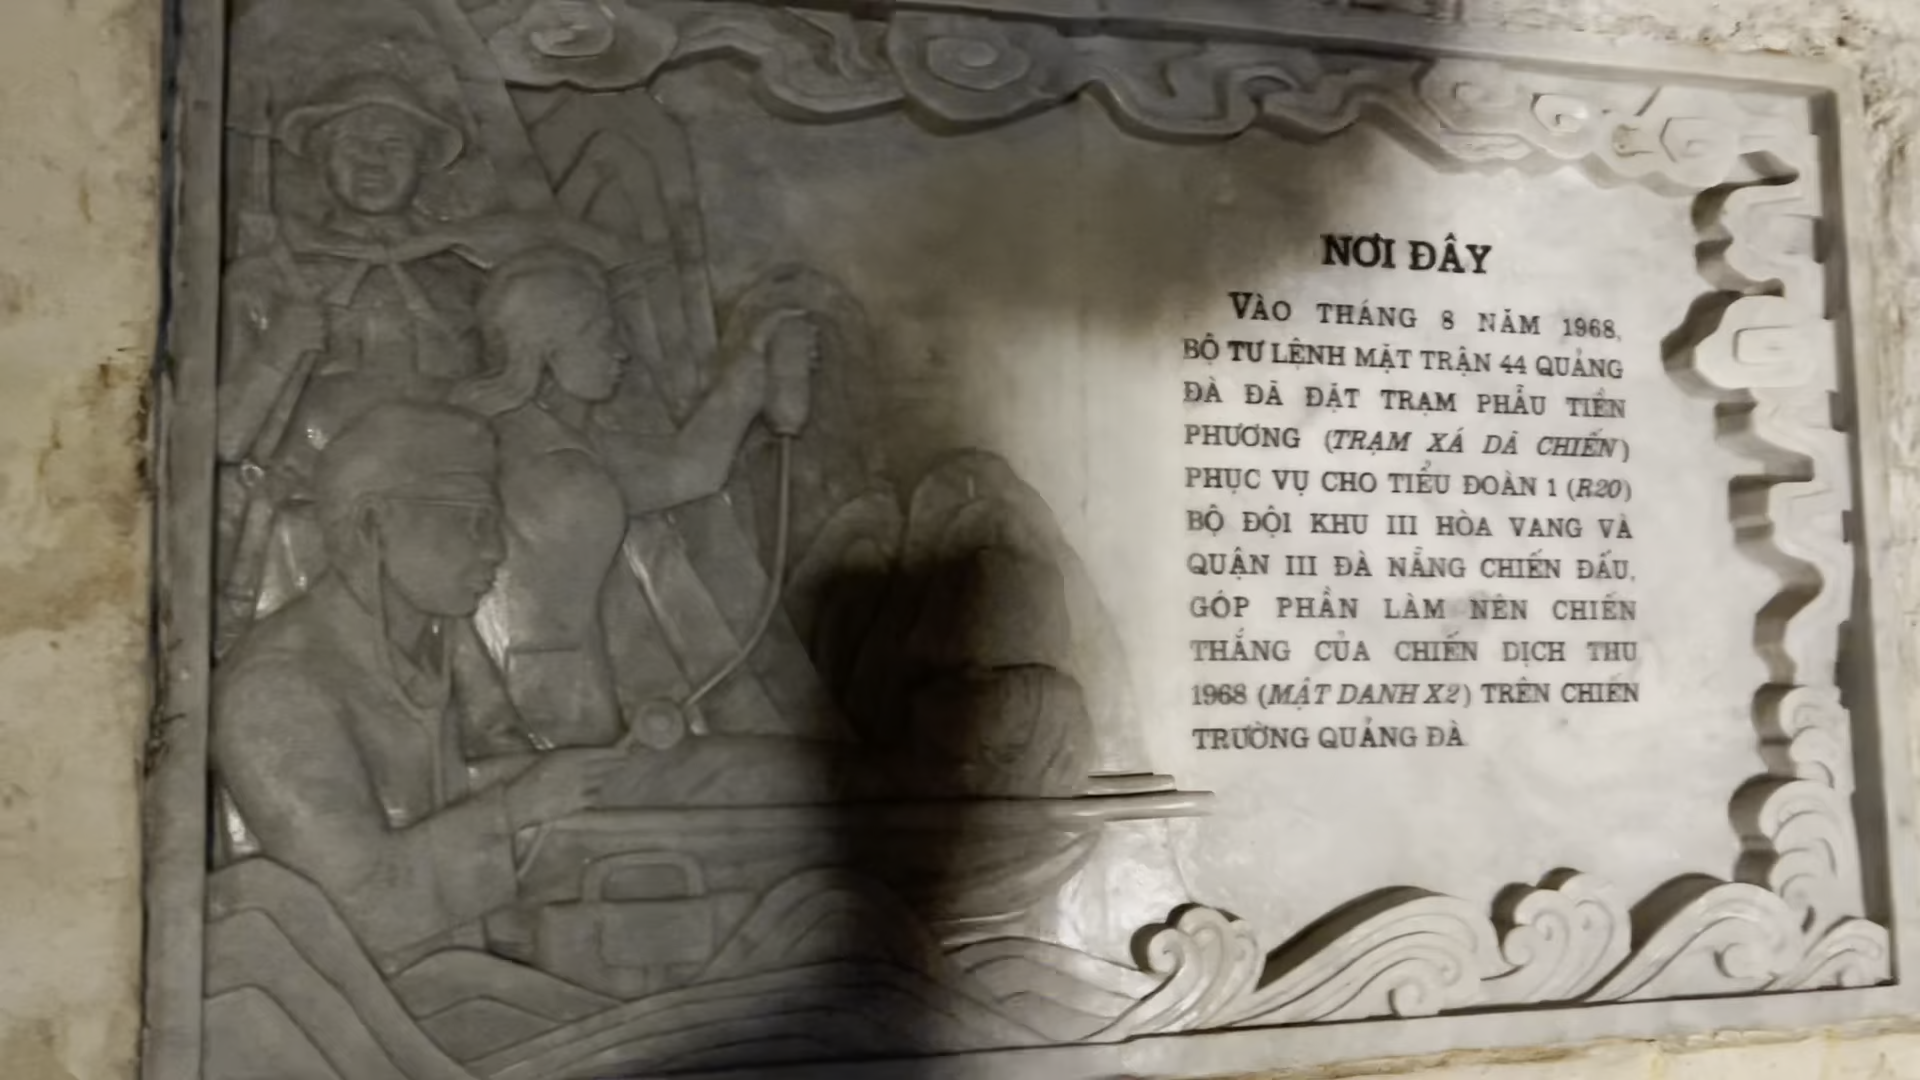 NƠI ĐÂY
VÀO THÁNG 8 NĂM 1968,
BỘ TƯ LỆNH MẶT TRẬN 44 QUẢNG
ĐÀ ĐÃ ĐẶT TRẠM PHẪU TIỀN
PHƯƠNG (TRẠM XÁ DÃ CHIẾN)
PHỤC VỤ CHO TIỂU ĐOÀN 1 (R20)
BỘ ĐỘI KHU III HÒA VANG VÀ
QUẬN III ĐÀ NẴNG CHIẾN ĐẤU,
GÓP PHẦN LÀM NÊN CHIẾN
THẮNG CỦA CHIẾN DỊCH THU
1968 (MẬT DANH X2) TRÊN CHIẾN
TRƯỜNG QUẢNG ĐÀ.